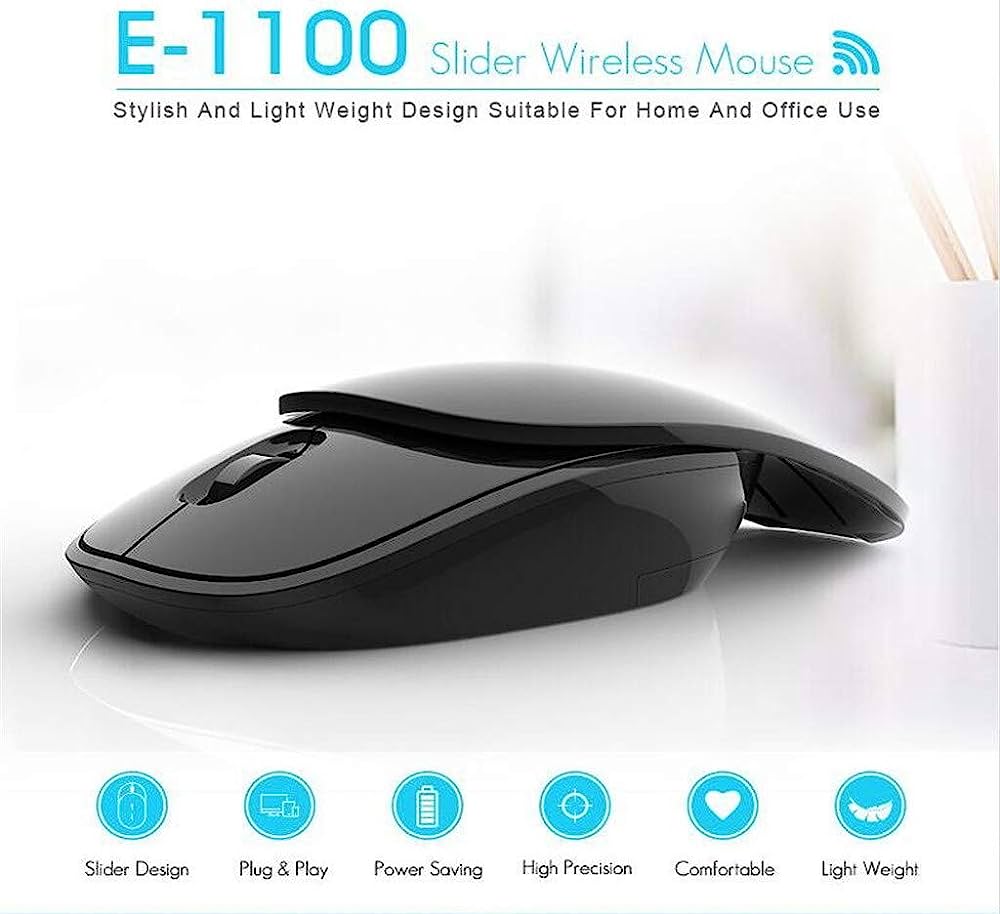 E-1100 Slider Wireless Mouse
Stylish And Light Weight Design Suitable For Home And Office Use
Slider Design
Plug & Play
Power Saving
High Precision
Comfortable
Light Weight